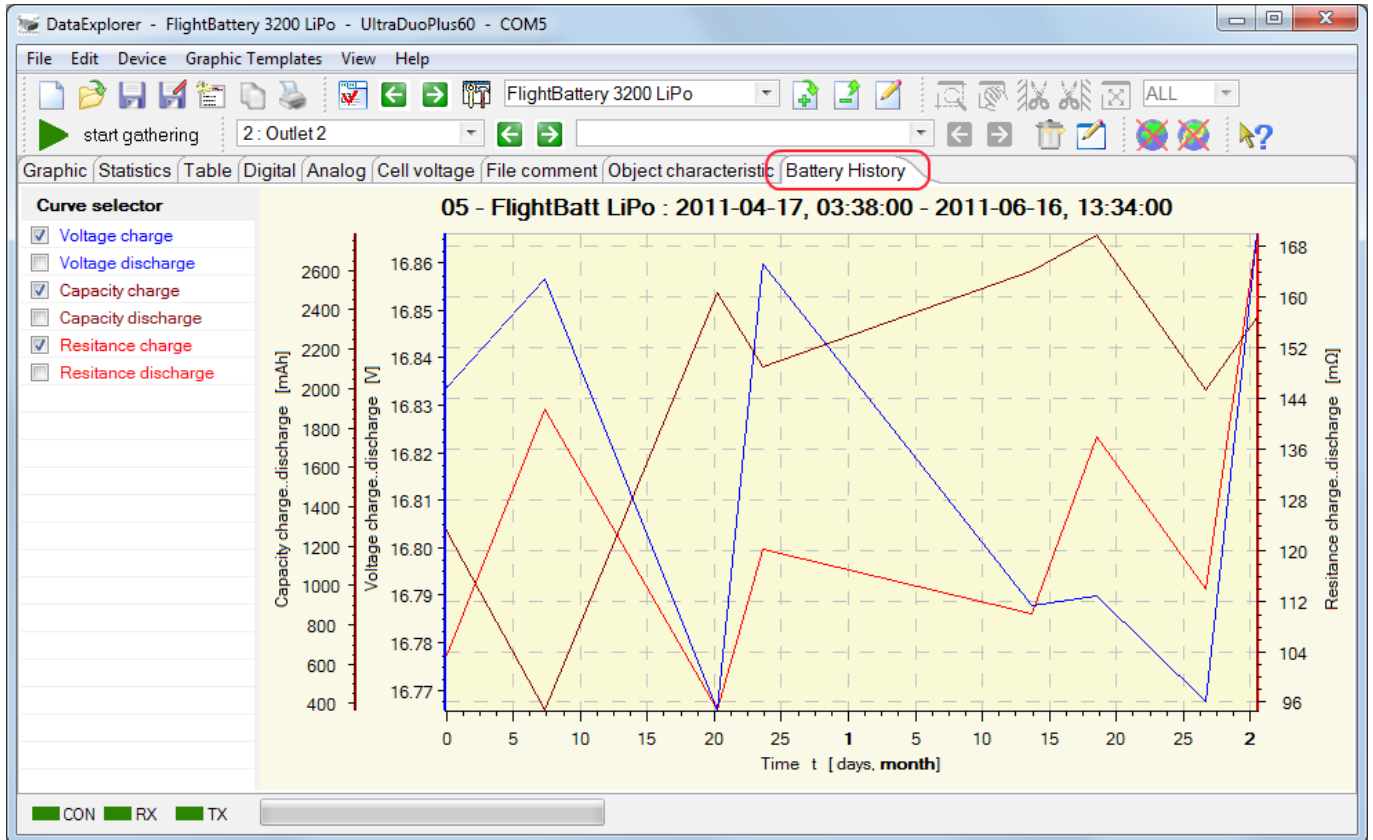 DataExplorer - FlightBattery 3200 LiPo - UltraDuoPlus60 - COM5
File Edit Device Graphic Templates View Help
FlightBattery 3200 LiPo ALL
start gathering 2 : Outlet 2
Graphic Statistics Table Digital Analog Cell voltage File comment Object characteristic Battery History
Curve selector
Voltage charge
Voltage discharge
Capacity charge
Capacity discharge
Resitance charge
Resitance discharge
05 - FlightBatt LiPo : 2011-04-17, 03:38:00 - 2011-06-16, 13:34:00
Capacity charge..discharge [mAh]
2600
2400
2200
2000
1800
1600
1400
1200
1000
800
600
400
Voltage charge..discharge [V]
16.86
16.85
16.84
16.83
16.82
16.81
16.80
16.79
16.78
16.77
168
160
152
144
136
128
120
112
104
96
Resitance charge..discharge [mΩ]
0 5 10 15 20 25 1 5 10 15 20 25 2
Time t [ days, month]
CON RX TX